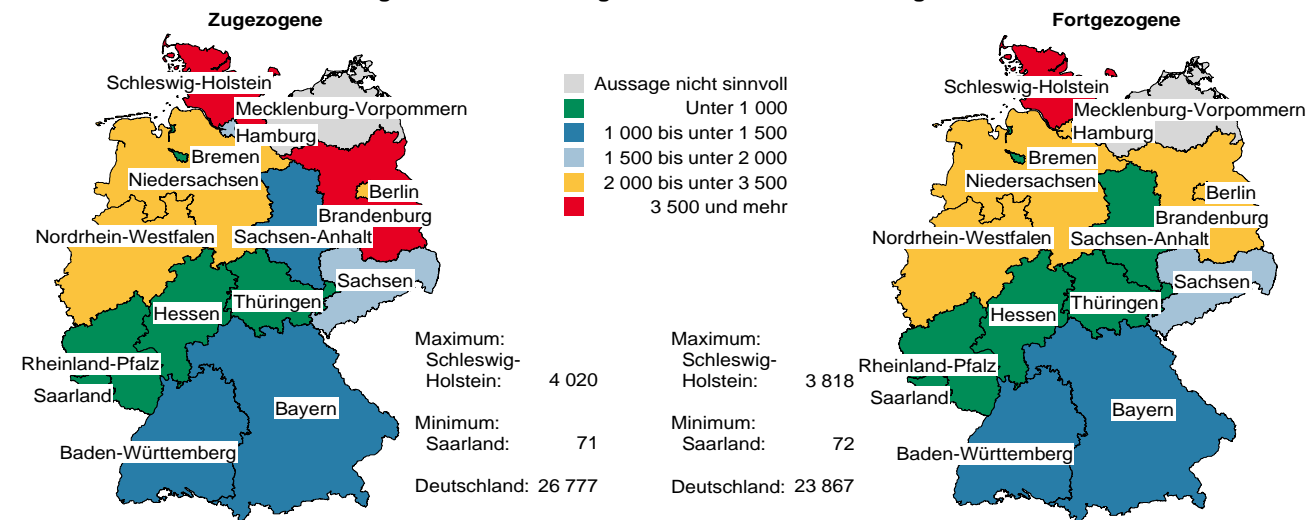 Zugezogene
Fortgezogene
Schleswig-Holstein
Mecklenburg-Vorpommern
Hamburg
Bremen
Niedersachsen
Berlin
Brandenburg
Nordrhein-Westfalen
Sachsen-Anhalt
Sachsen
Thüringen
Hessen
Rheinland-Pfalz
Saarland
Bayern
Baden-Württemberg
Aussage nicht sinnvoll
Unter 1 000
1 000 bis unter 1 500
1 500 bis unter 2 000
2 000 bis unter 3 500
3 500 und mehr
Maximum:
Schleswig-
Holstein: 4 020
Minimum:
Saarland: 71
Deutschland: 26 777
Maximum:
Schleswig-
Holstein: 3 818
Minimum:
Saarland: 72
Deutschland: 23 867
Schleswig-Holstein
Mecklenburg-Vorpommern
Hamburg
Bremen
Niedersachsen
Berlin
Brandenburg
Nordrhein-Westfalen
Sachsen-Anhalt
Sachsen
Thüringen
Hessen
Rheinland-Pfalz
Saarland
Bayern
Baden-Württemberg